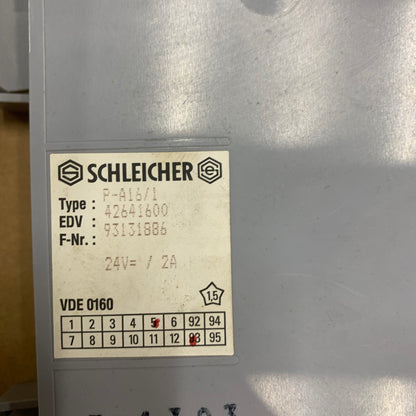 SCHLEICHER
Type : P-A16/1
EDV : 42641600
F-Nr. : 93131886
24V= / 2A
VDE 0160 1,5
1 2 3 4 5 6 92 94
7 8 9 10 11 12 93 95